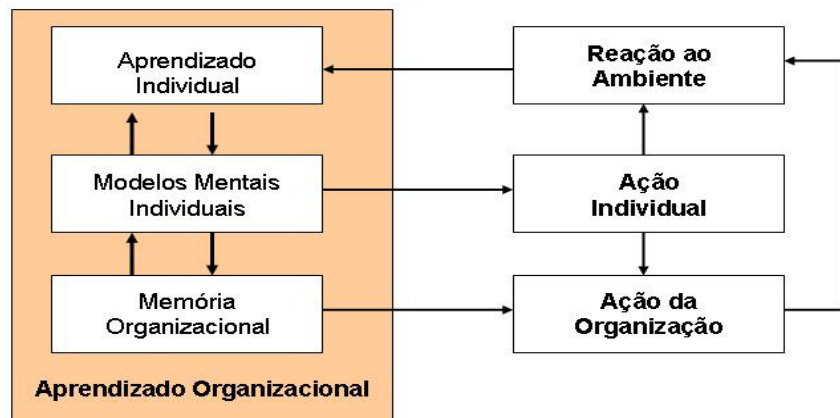 Aprendizado
Individual
Reação ao
Ambiente
Modelos Mentais
Individuais
Ação
Individual
Memória
Organizacional
Ação da
Organização
Aprendizado Organizacional